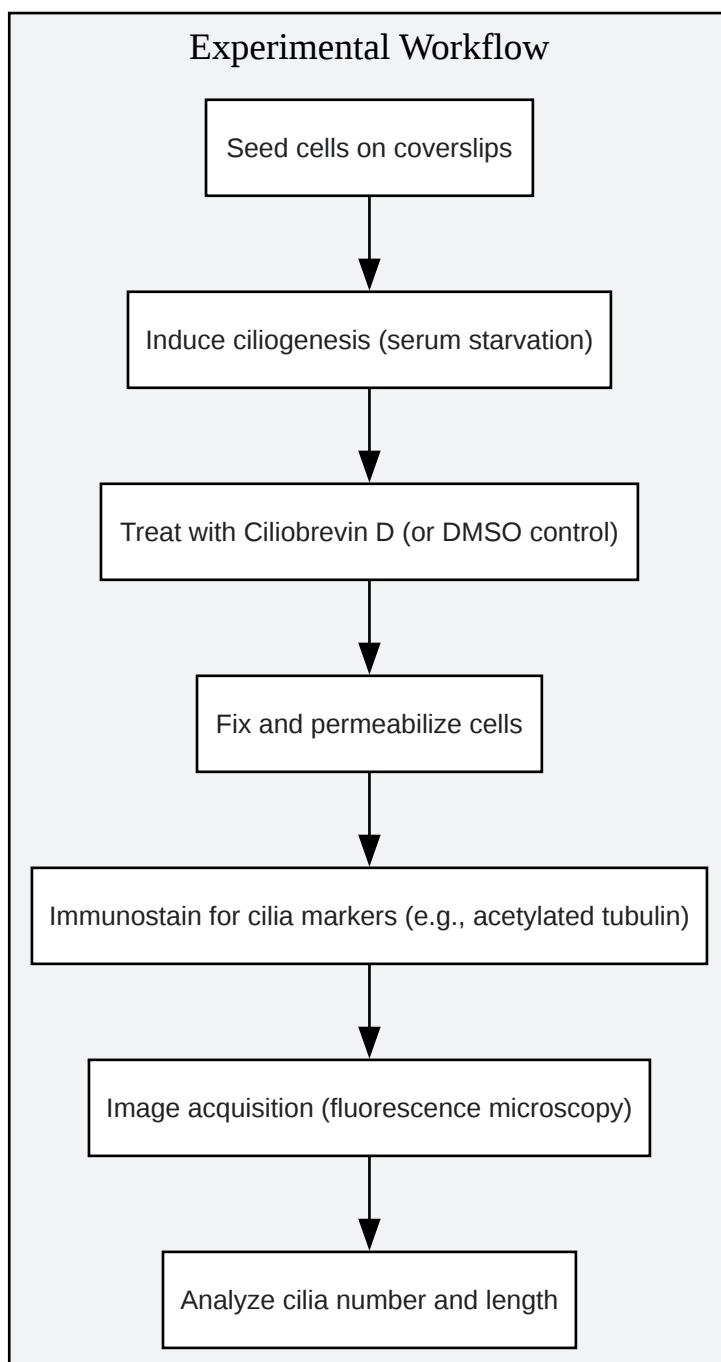 Experimental Workflow
Seed cells on coverslips
Induce ciliogenesis (serum starvation)
Treat with Ciliobrevin D (or DMSO control)
Fix and permeabilize cells
Immunostain for cilia markers (e.g., acetylated tubulin)
Image acquisition (fluorescence microscopy)
Analyze cilia number and length